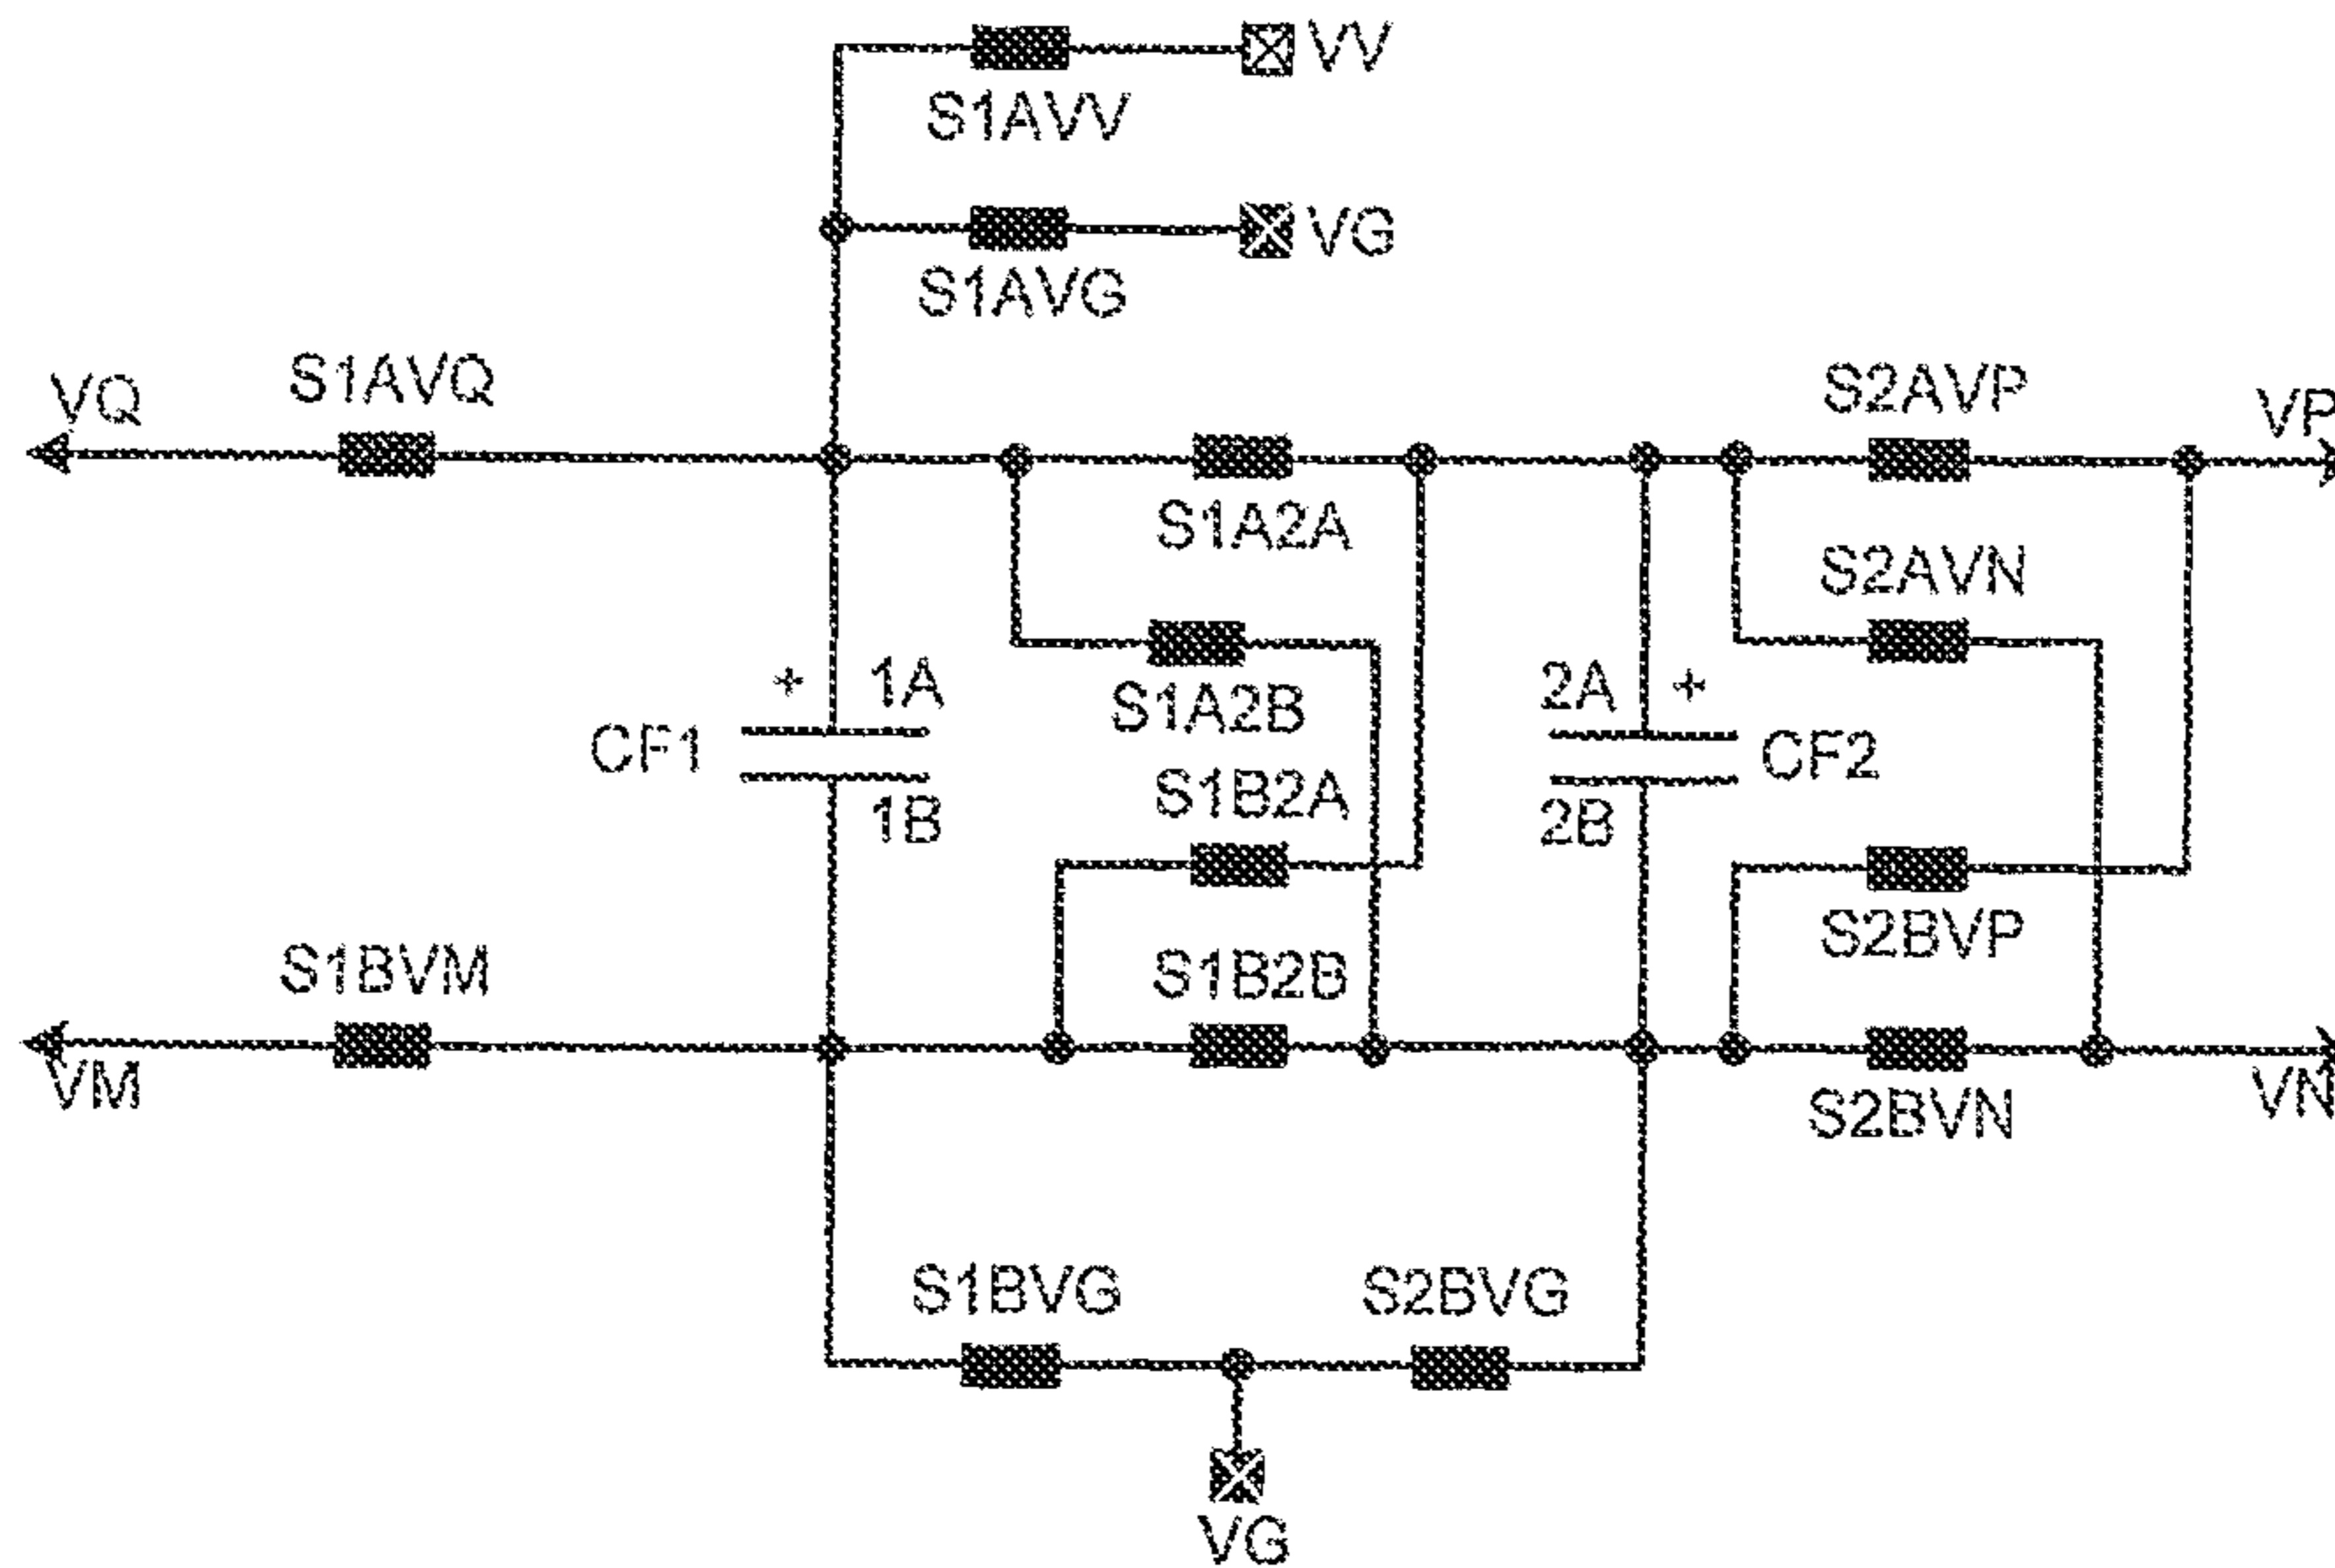 VV
S1AVV
VG
S1AVG
VQ
S1AVQ
S2AVP
VP
S1A2A
S2AVN
+ 1A
2A +
S1A2B
CF1
CF2
S1B2A
1B
2B
S2BVP
S1BVM
S1B2B
VM
S2BVN
VN
S1BVG
S2BVG
VG